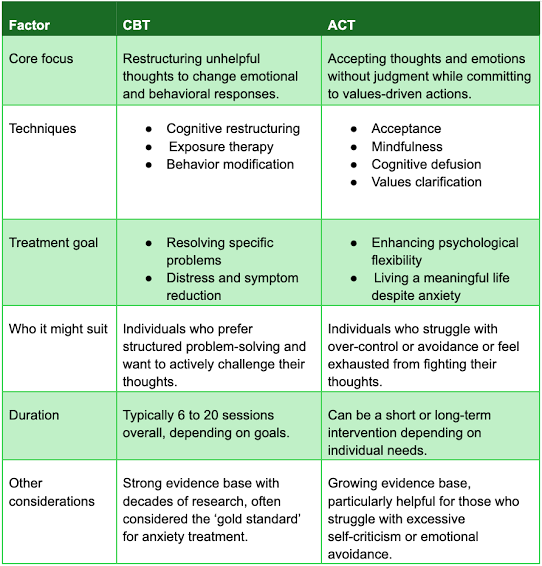 Factor CBT ACT
Core focus
Restructuring unhelpful
thoughts to change emotional
and behavioral responses.
Accepting thoughts and emotions
without judgment while committing
to values-driven actions.
Techniques
● Cognitive restructuring
● Exposure therapy
● Behavior modification
● Acceptance
● Mindfulness
● Cognitive defusion
● Values clarification
Treatment goal
● Resolving specific
problems
● Distress and symptom
reduction
● Enhancing psychological
flexibility
● Living a meaningful life
despite anxiety
Who it might suit
Individuals who prefer
structured problem-solving and
want to actively challenge their
thoughts.
Individuals who struggle with
over-control or avoidance or feel
exhausted from fighting their
thoughts.
Duration
Typically 6 to 20 sessions
overall, depending on goals.
Can be a short or long-term
intervention depending on
individual needs.
Other
considerations
Strong evidence base with
decades of research, often
considered the ‘gold standard’
for anxiety treatment.
Growing evidence base,
particularly helpful for those who
struggle with excessive
self-criticism or emotional
avoidance.